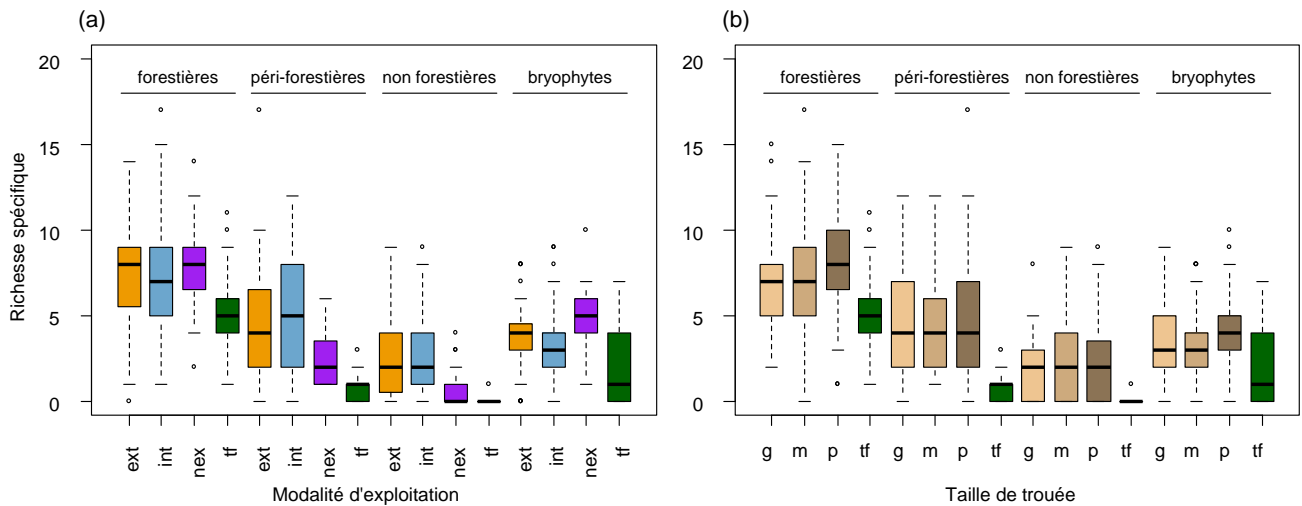 (a)
20
15
10
5
0
Richesse spécifique
forestières péri-forestières non forestières bryophytes
ext int nex tf ext int nex tf ext int nex tf ext int nex tf
Modalité d'exploitation
(b)
20
15
10
5
0
forestières péri-forestières non forestières bryophytes
g m p tf g m p tf g m p tf g m p tf
Taille de trouée